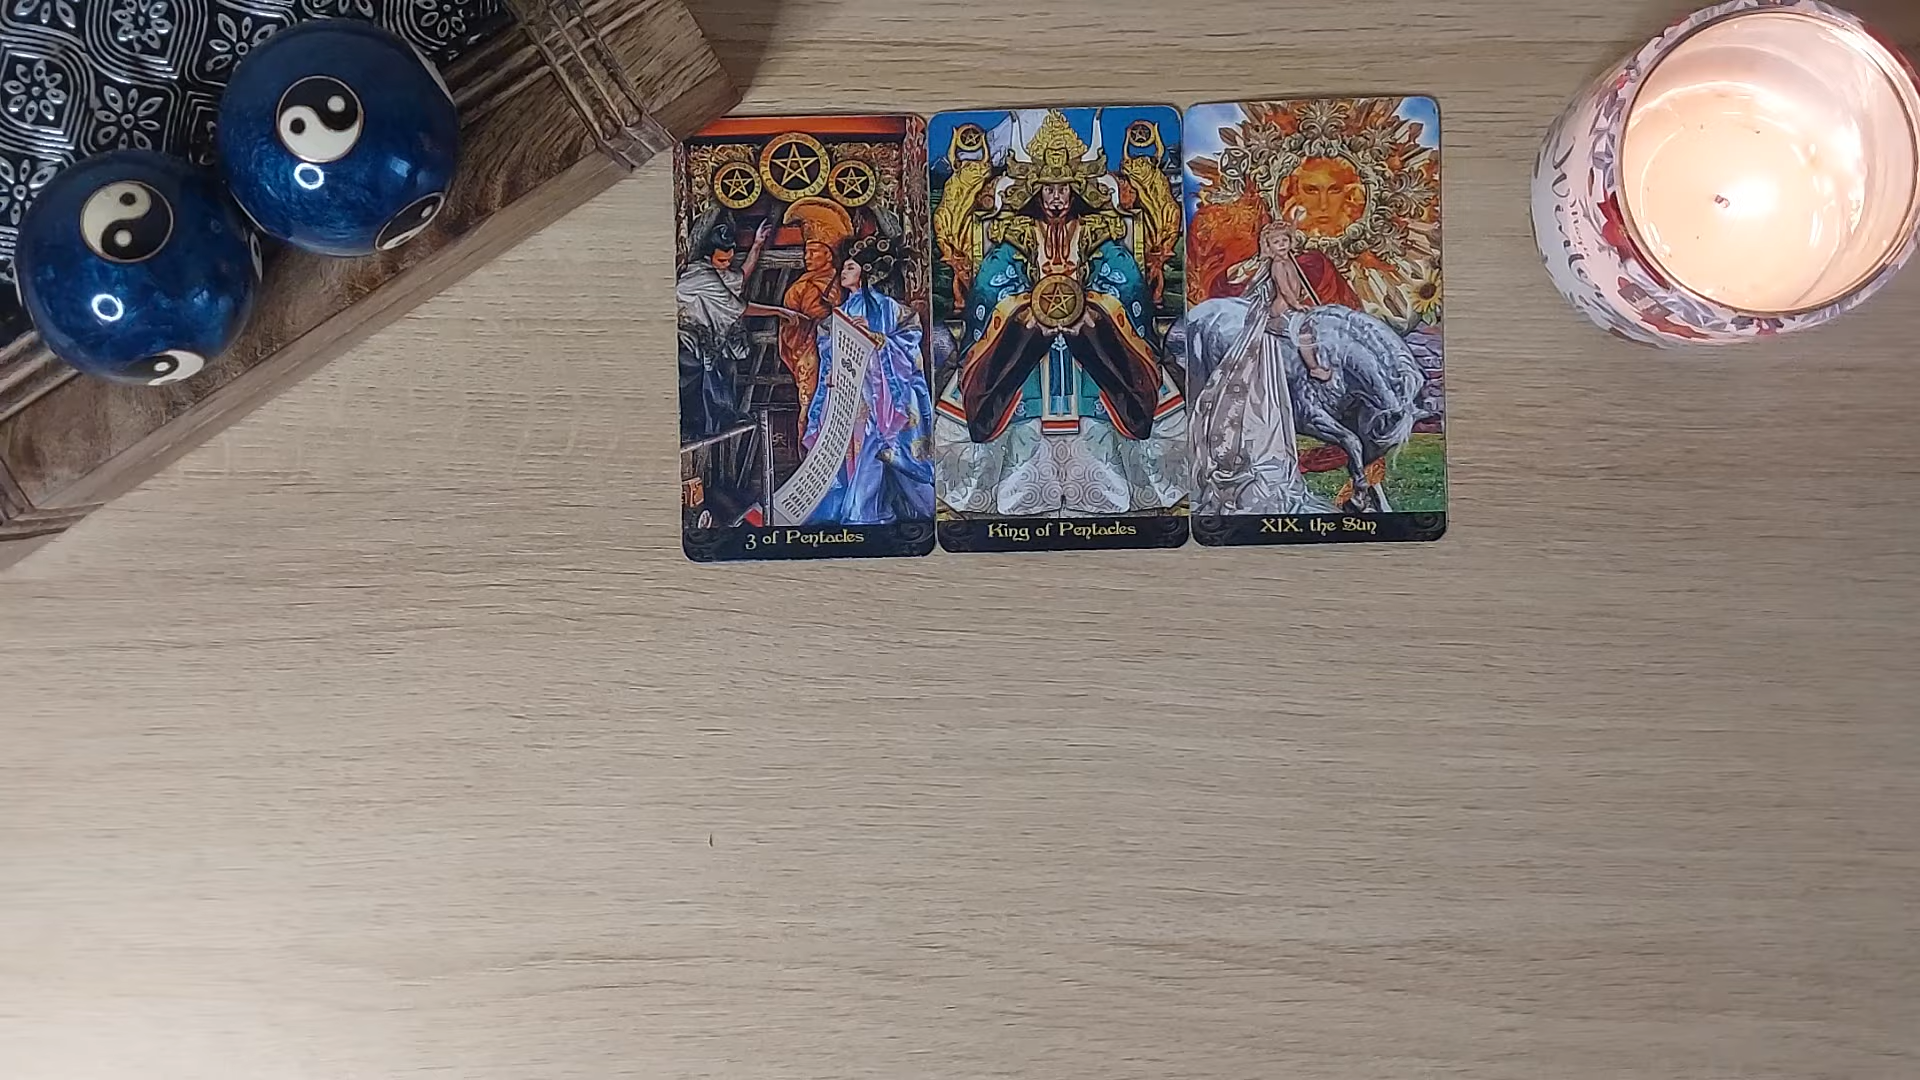 3 of Pentacles
King of Pentacles
XIX. the Sun